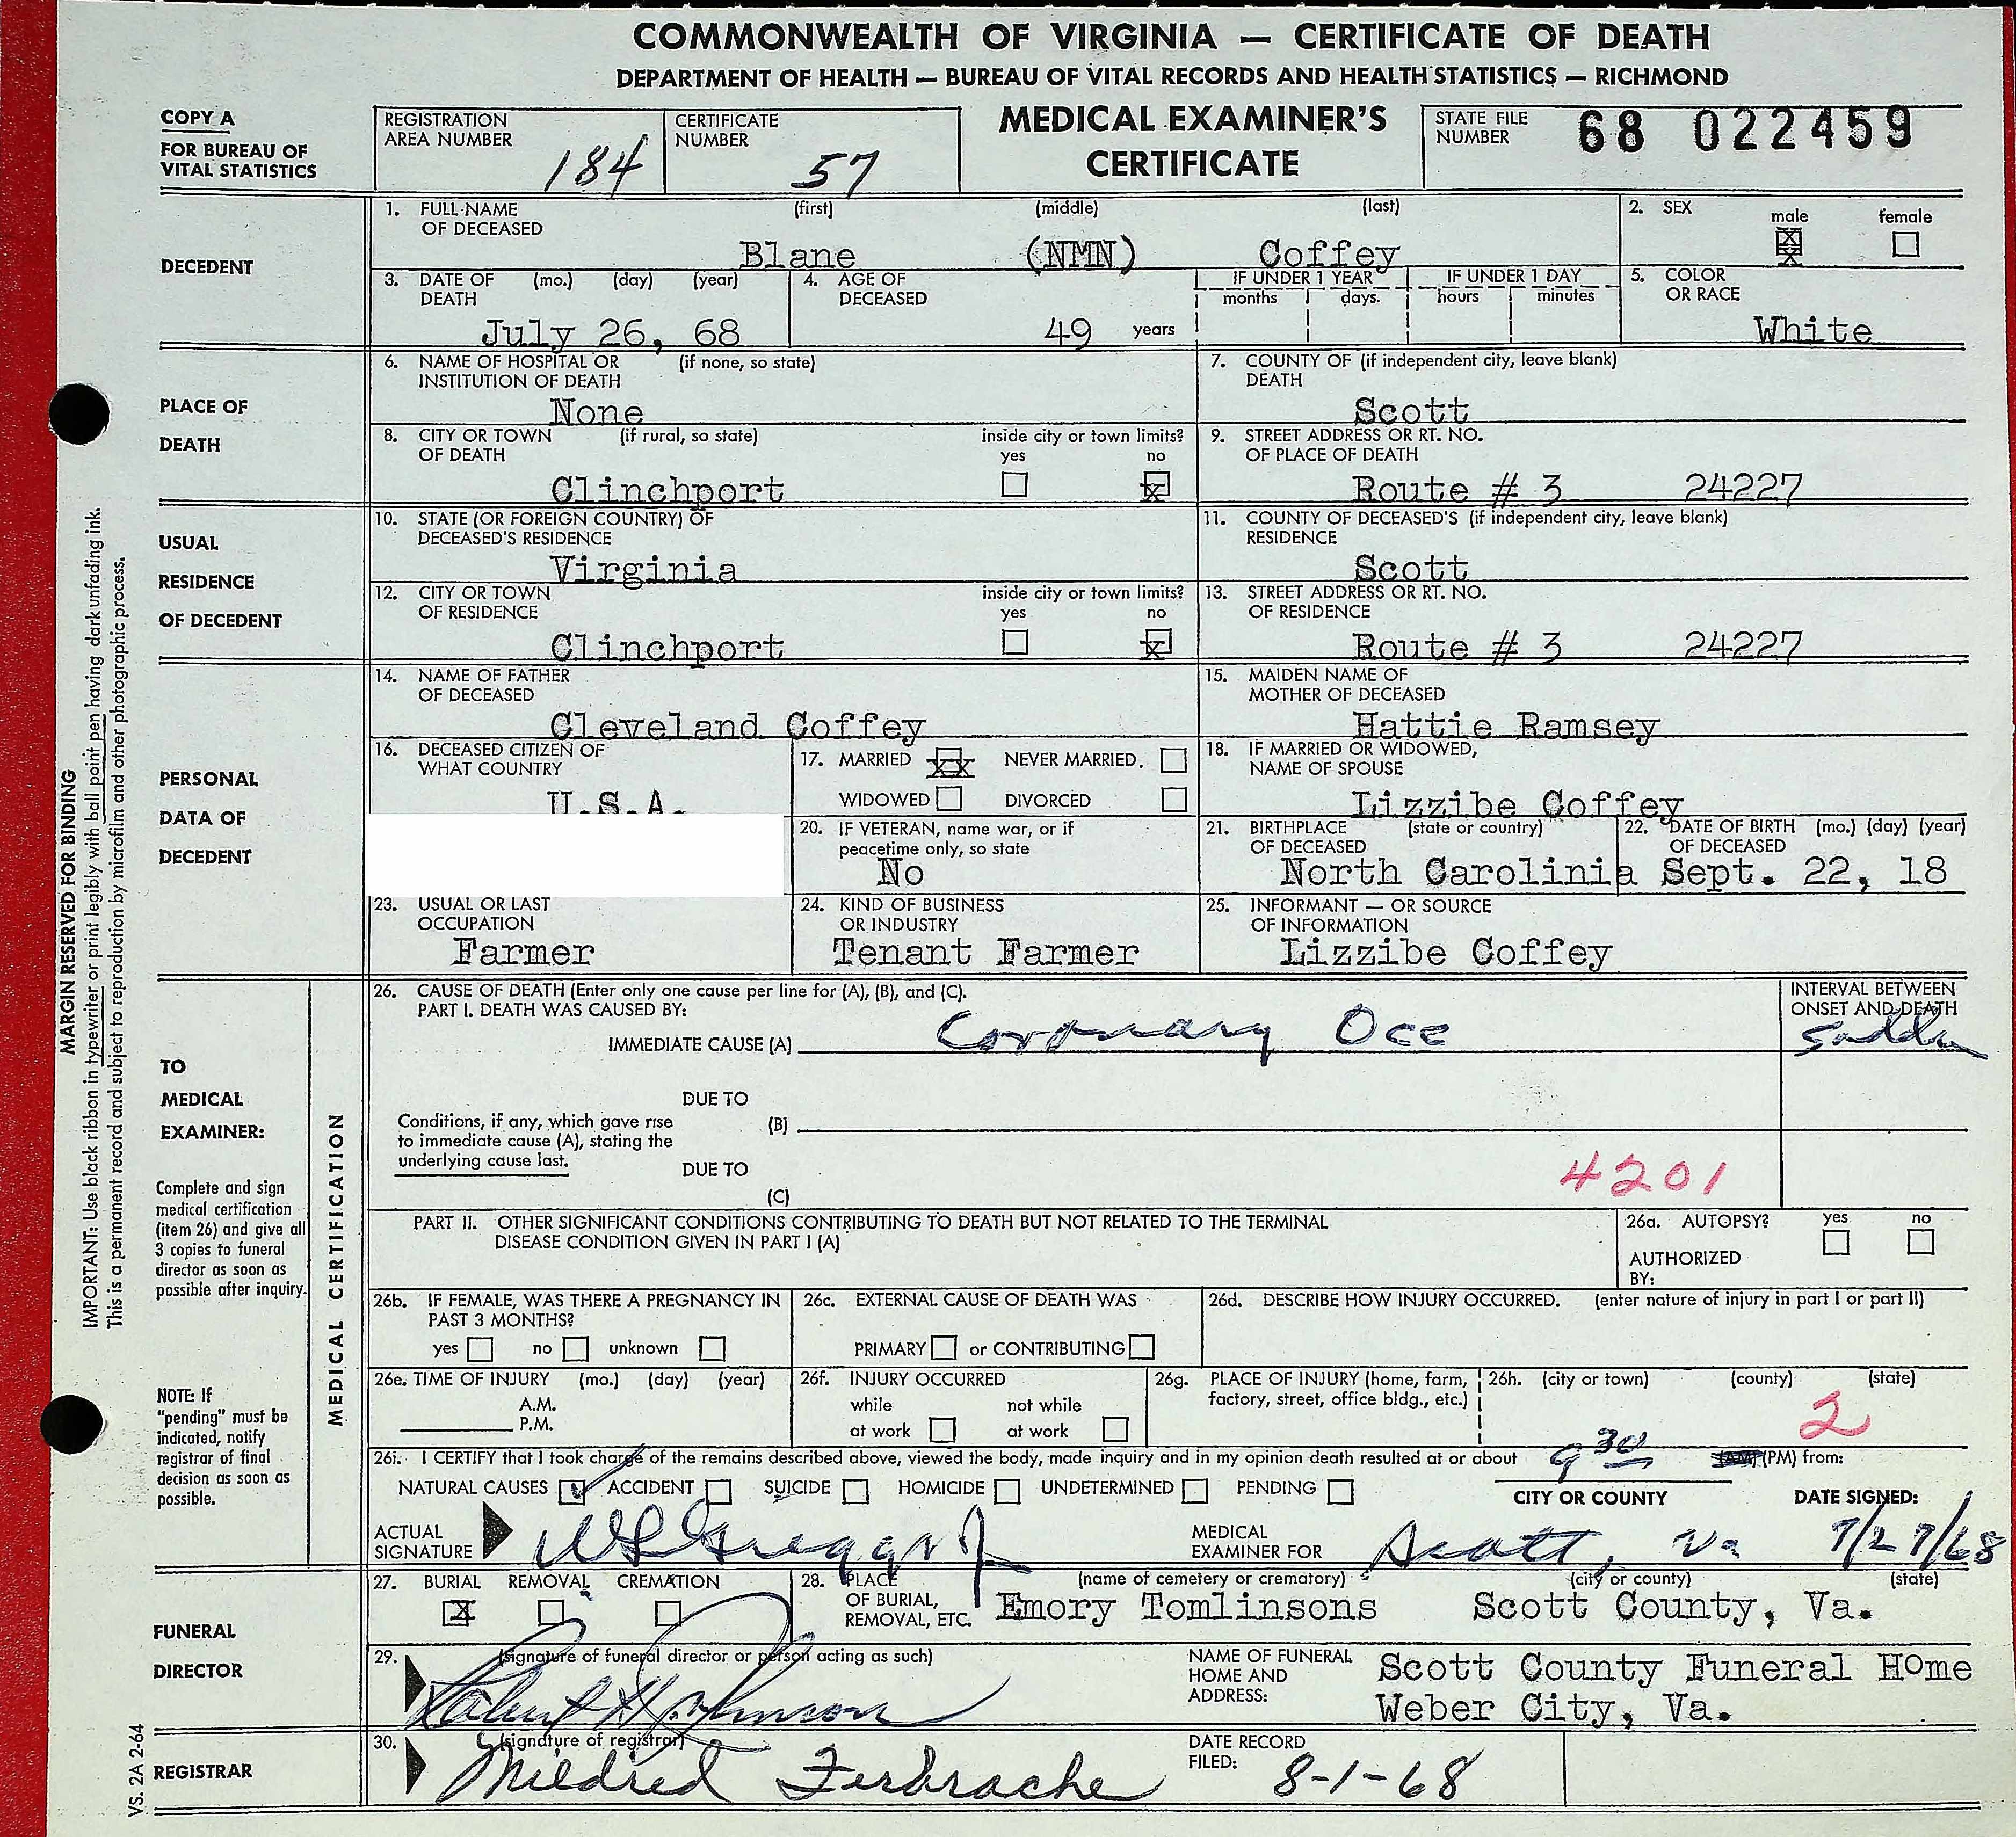 COMMONWEALTH OF VIRGINIA — CERTIFICATE OF DEATH
DEPARTMENT OF HEALTH — BUREAU OF VITAL RECORDS AND HEALTH STATISTICS — RICHMOND
COPY A
FOR BUREAU OF
VITAL STATISTICS
REGISTRATION
AREA NUMBER
184
CERTIFICATE
NUMBER
57
MEDICAL EXAMINER'S
CERTIFICATE
STATE FILE
NUMBER
68 022459
DECEDENT
1. FULL NAME (first) (middle) (last)
OF DECEASED
Blane (NMN) Coffey
2. SEX
male female
X
3. DATE OF (mo.) (day) (year)
DEATH
July 26, 68
4. AGE OF
DECEASED
49 years
IF UNDER 1 YEAR IF UNDER 1 DAY
months days. hours minutes
5. COLOR
OR RACE
White
PLACE OF
DEATH
6. NAME OF HOSPITAL OR (if none, so state)
INSTITUTION OF DEATH
None
7. COUNTY OF (if independent city, leave blank)
DEATH
Scott
8. CITY OR TOWN (if rural, so state) inside city or town limits?
OF DEATH yes no
Clinchport X
9. STREET ADDRESS OR RT. NO.
OF PLACE OF DEATH
Route # 3 24227
USUAL
RESIDENCE
OF DECEDENT
10. STATE (OR FOREIGN COUNTRY) OF
DECEASED'S RESIDENCE
Virginia
11. COUNTY OF DECEASED'S (if independent city, leave blank)
RESIDENCE
Scott
12. CITY OR TOWN inside city or town limits?
OF RESIDENCE yes no
Clinchport X
13. STREET ADDRESS OR RT. NO.
OF RESIDENCE
Route # 3 24227
PERSONAL
DATA OF
DECEDENT
14. NAME OF FATHER
OF DECEASED
Cleveland Coffey
15. MAIDEN NAME OF
MOTHER OF DECEASED
Hattie Ramsey
16. DECEASED CITIZEN OF
WHAT COUNTRY
U.S.A.
17. MARRIED XX NEVER MARRIED.
WIDOWED DIVORCED
18. IF MARRIED OR WIDOWED,
NAME OF SPOUSE
Lizzibe Coffey
20. IF VETERAN, name war, or if
peacetime only, so state
No
21. BIRTHPLACE (state or country)
OF DECEASED
North Carolinia
22. DATE OF BIRTH (mo.) (day) (year)
OF DECEASED
Sept. 22, 18
23. USUAL OR LAST
OCCUPATION
Farmer
24. KIND OF BUSINESS
OR INDUSTRY
Tenant Farmer
25. INFORMANT — OR SOURCE
OF INFORMATION
Lizzibe Coffey
TO
MEDICAL
EXAMINER:
Complete and sign
medical certification
(item 26) and give all
3 copies to funeral
director as soon as
possible after inquiry.
NOTE: If
"pending" must be
indicated, notify
registrar of final
decision as soon as
possible.
MEDICAL CERTIFICATION
26. CAUSE OF DEATH (Enter only one cause per line for (A), (B), and (C).
PART I. DEATH WAS CAUSED BY:
IMMEDIATE CAUSE (A) Coronary Occ
INTERVAL BETWEEN
ONSET AND DEATH
Sudden
DUE TO
Conditions, if any, which gave rise (B)
to immediate cause (A), stating the
underlying cause last.
DUE TO
(C)
4201
PART II. OTHER SIGNIFICANT CONDITIONS CONTRIBUTING TO DEATH BUT NOT RELATED TO THE TERMINAL
DISEASE CONDITION GIVEN IN PART I (A)
26a. AUTOPSY? yes no
AUTHORIZED
BY:
26b. IF FEMALE, WAS THERE A PREGNANCY IN
PAST 3 MONTHS?
yes no unknown
26c. EXTERNAL CAUSE OF DEATH WAS
PRIMARY or CONTRIBUTING
26d. DESCRIBE HOW INJURY OCCURRED. (enter nature of injury in part I or part II)
26e. TIME OF INJURY (mo.) (day) (year)
A.M.
P.M.
26f. INJURY OCCURRED
while not while
at work at work
26g. PLACE OF INJURY (home, farm,
factory, street, office bldg., etc.)
26h. (city or town) (county) (state)
2
26i. I CERTIFY that I took charge of the remains described above, viewed the body, made inquiry and in my opinion death resulted at or about 9 30 (AM) (PM) from:
NATURAL CAUSES ACCIDENT SUICIDE HOMICIDE UNDETERMINED PENDING
CITY OR COUNTY DATE SIGNED:
ACTUAL
SIGNATURE
MEDICAL
EXAMINER FOR
Scott, Va 7/27/68
FUNERAL
DIRECTOR
27. BURIAL REMOVAL CREMATION
X
28. PLACE (name of cemetery or crematory) (city or county) (state)
OF BURIAL,
REMOVAL, ETC.
Emory Tomlinsons Scott County, Va.
29. (signature of funeral director or person acting as such)
Robert H. Johnson
NAME OF FUNERAL
HOME AND
ADDRESS:
Scott County Funeral Home
Weber City, Va.
REGISTRAR
30. (signature of registrar)
Mildred Ferbrache
DATE RECORD
FILED:
8-1-68
MARGIN RESERVED FOR BINDING
IMPORTANT: Use black ribbon in typewriter or print legibly with ball point pen having dark unfading ink.
This is a permanent record and subject to reproduction by microfilm and other photographic process.
VS. 2A 2-64